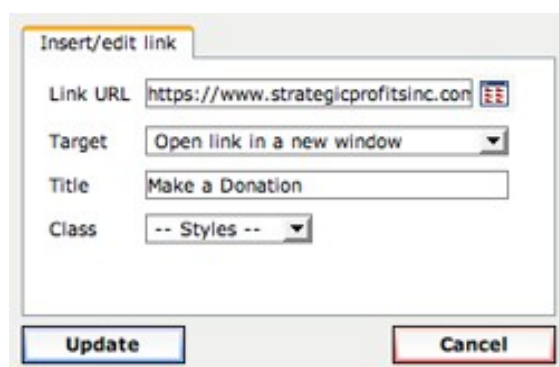 Insert/edit link
Link URL https://www.strategicprofitsinc.com
Target Open link in a new window
Title Make a Donation
Class -- Styles --
Update Cancel